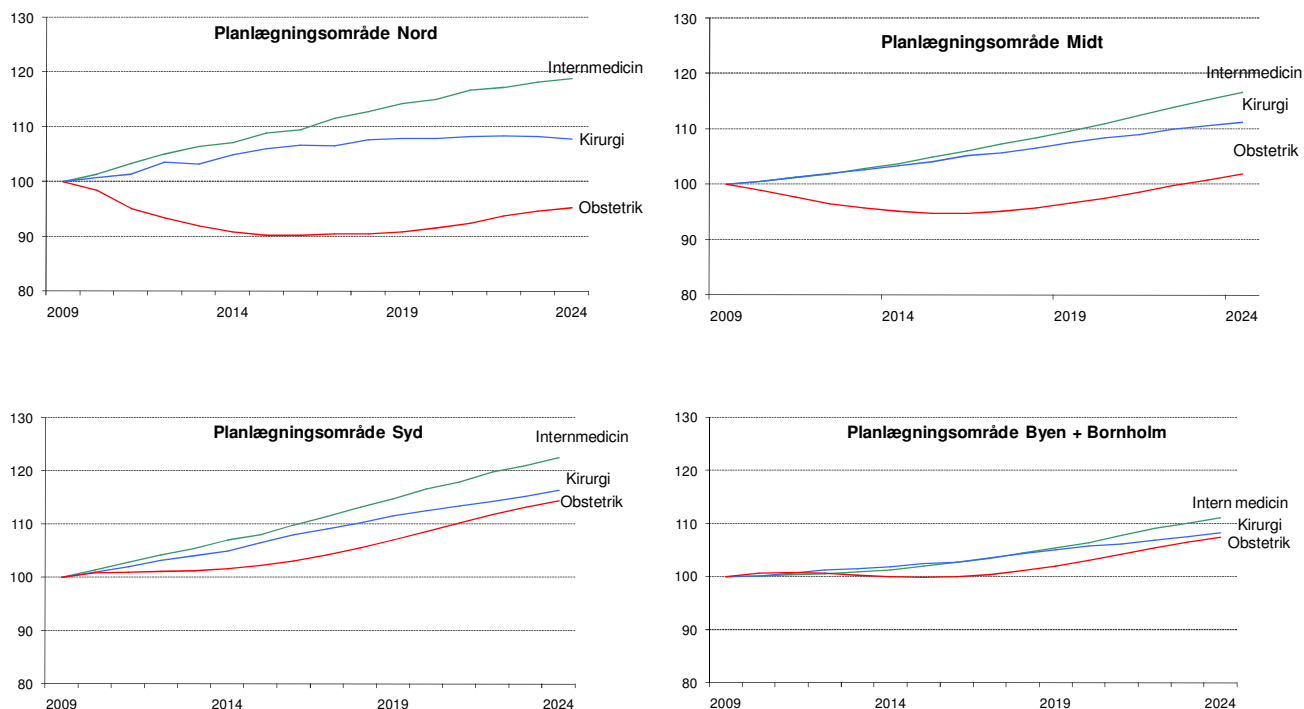 Planlægningsområde Nord
130
120
110
100
90
80
2009
2014
2019
2024
Internmedicin
Kirurgi
Obstetrik
Planlægningsområde Midt
130
120
110
100
90
80
2009
2014
2019
2024
Internmedicin
Kirurgi
Obstetrik
Planlægningsområde Syd
130
120
110
100
90
80
2009
2014
2019
2024
Internmedicin
Kirurgi
Obstetrik
Planlægningsområde Byen + Bornholm
130
120
110
100
90
80
2009
2014
2019
2024
Intern medicin
Kirurgi
Obstetrik